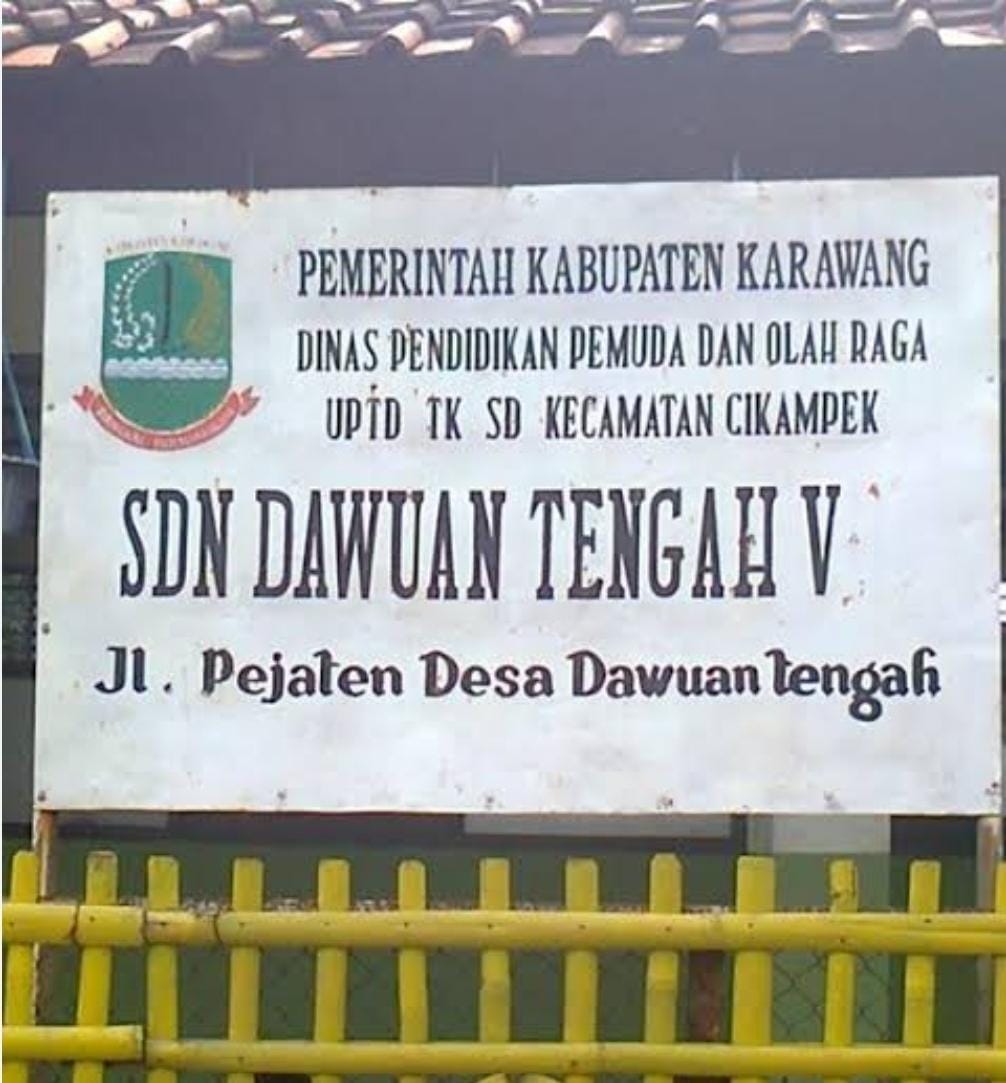 PEMERINTAH KABUPATEN KARAWANG
DINAS PENDIDIKAN PEMUDA DAN OLAH RAGA
UPTD TK SD KECAMATAN CIKAMPEK
SDN DAWUAN TENGAH V
Jl. Pejaten Desa Dawuan tengah